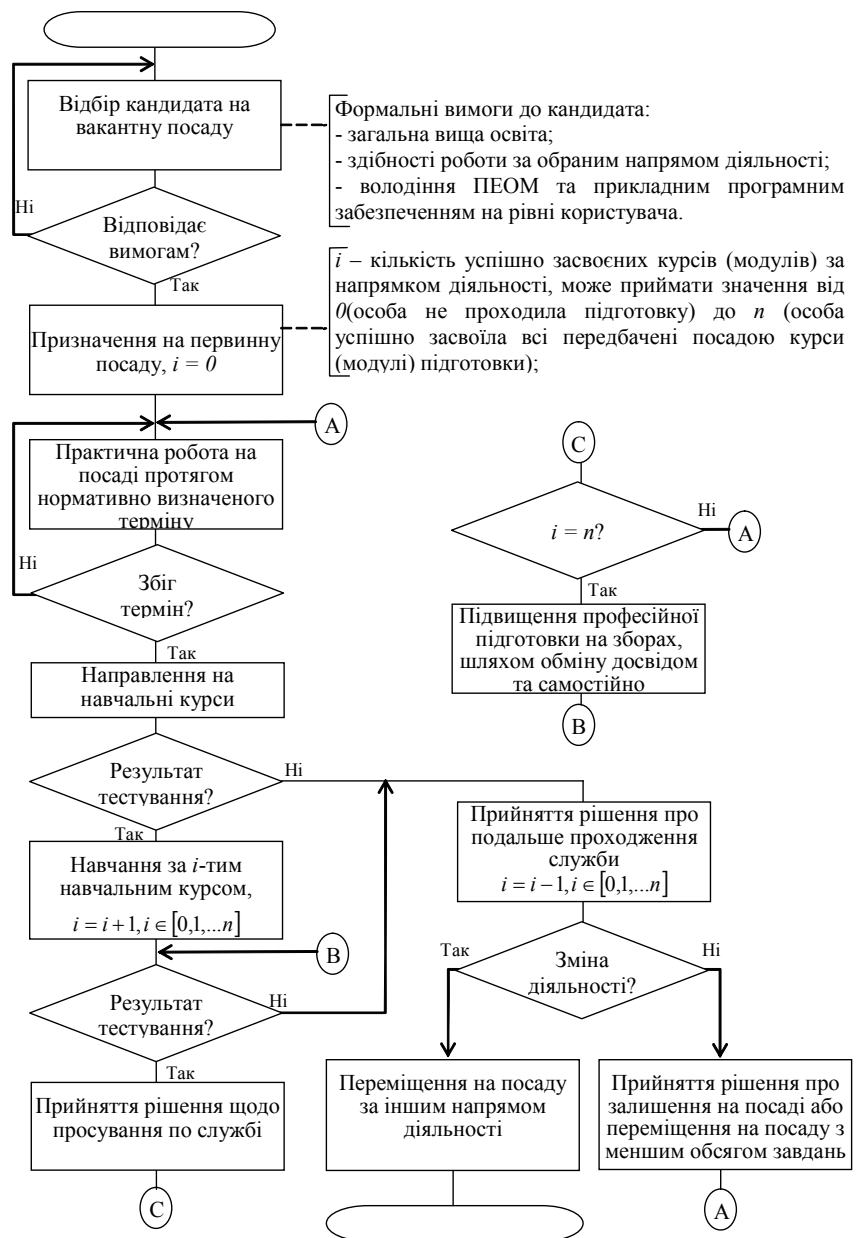 Відбір кандидата на
вакантну посаду
Формальні вимоги до кандидата:
- загальна вища освіта;
- здібності роботи за обраним напрямом діяльності;
- володіння ПЕОМ та прикладним програмним
забезпеченням на рівні користувача.
Ні
Відповідає
вимогам?
Так
i – кількість успішно засвоєних курсів (модулів) за
напрямком діяльності, може приймати значення від
0(особа не проходила підготовку) до n (особа
успішно засвоїла всі передбачені посадою курси
(модулі) підготовки);
Призначення на первинну
посаду, i = 0
A
Практична робота на
посаді протягом
нормативно визначеного
терміну
Ні
Збіг
термін?
Так
Направлення на
навчальні курси
C
i = n?
Ні
A
Так
Підвищення професійної
підготовки на зборах,
шляхом обміну досвідом
та самостійно
B
Результат
тестування?
Ні
Так
Навчання за i-тим
навчальним курсом,
i = i+1, i ∈ [0,1,...n]
B
Результат
тестування?
Ні
Так
Прийняття рішення щодо
просування по службі
C
Прийняття рішення про
подальше проходження
служби
i = i−1, i ∈ [0,1,...n]
Так
Зміна
діяльності?
Ні
Переміщення на посаду
за іншим напрямом
діяльності
Прийняття рішення про
залишення на посаді або
переміщення на посаду з
меншим обсягом завдань
A